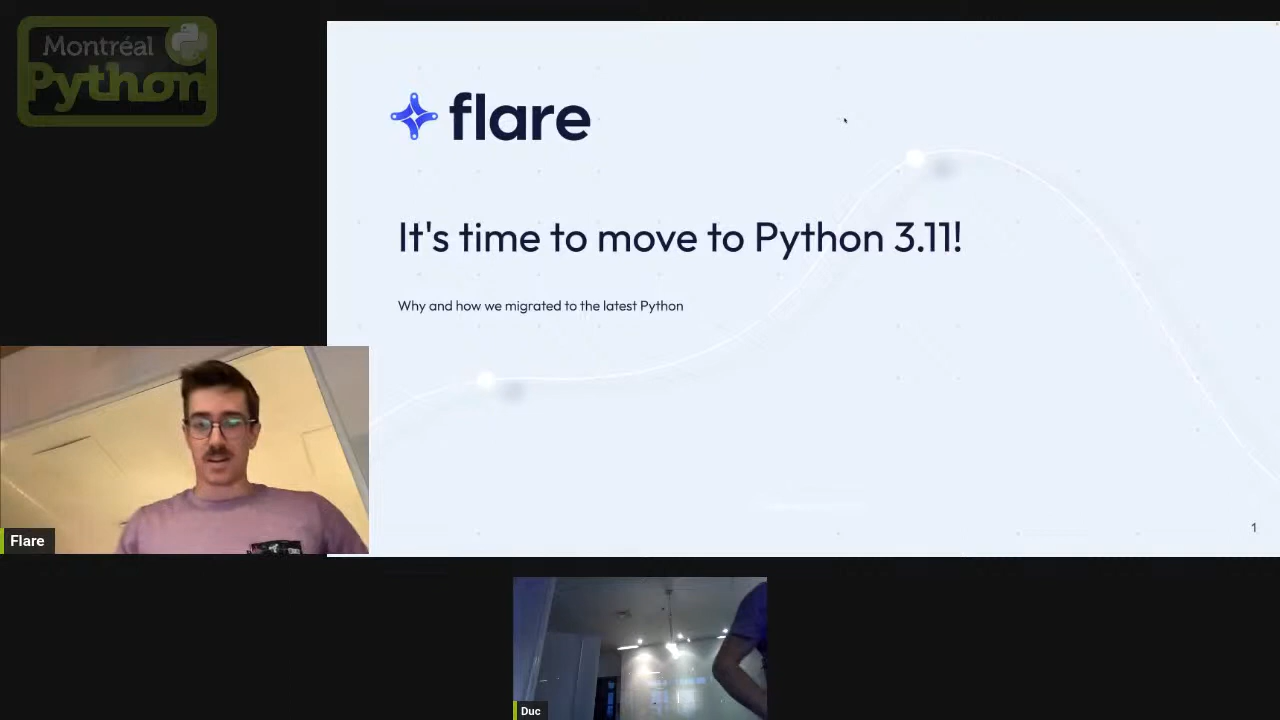 Montréal
Python
flare
It's time to move to Python 3.11!
Why and how we migrated to the latest Python
1
Flare
Duc